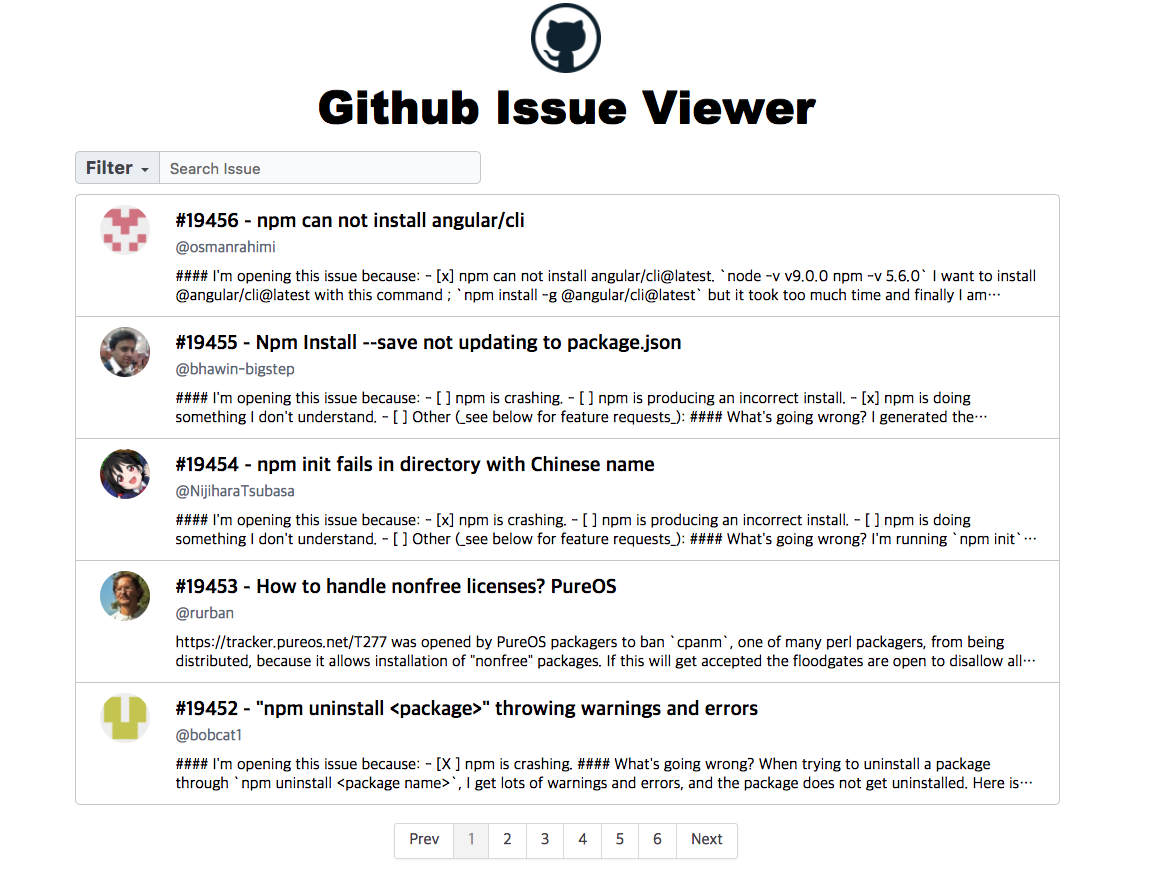 Github Issue Viewer
Filter Search Issue
#19456 - npm can not install angular/cli
@osmanrahimi
#### I'm opening this issue because: - [x] npm can not install angular/cli@latest. `node -v v9.0.0 npm -v 5.6.0` I want to install
@angular/cli@latest with this command ; `npm install -g @angular/cli@latest` but it took too much time and finally I am⋯
#19455 - Npm Install --save not updating to package.json
@bhawin-bigstep
#### I'm opening this issue because: - [ ] npm is crashing. - [ ] npm is producing an incorrect install. - [x] npm is doing
something I don't understand. - [ ] Other (_see below for feature requests_): #### What's going wrong? I generated the⋯
#19454 - npm init fails in directory with Chinese name
@NijiharaTsubasa
#### I'm opening this issue because: - [x] npm is crashing. - [ ] npm is producing an incorrect install. - [ ] npm is doing
something I don't understand. - [ ] Other (_see below for feature requests_): #### What's going wrong? I'm running `npm init`⋯
#19453 - How to handle nonfree licenses? PureOS
@rurban
https://tracker.pureos.net/T277 was opened by PureOS packagers to ban `cpanm`, one of many perl packagers, from being
distributed, because it allows installation of "nonfree" packages. If this will get accepted the floodgates are open to disallow all⋯
#19452 - "npm uninstall <package>" throwing warnings and errors
@bobcat1
#### I'm opening this issue because: - [X ] npm is crashing. #### What's going wrong? When trying to uninstall a package
through `npm uninstall <package name>`, I get lots of warnings and errors, and the package does not get uninstalled. Here is⋯
Prev 1 2 3 4 5 6 Next